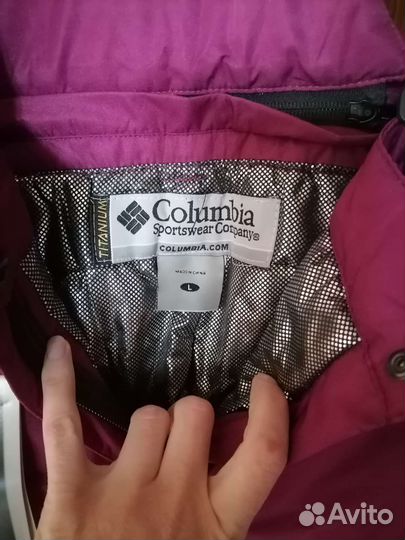 TITANIUM
Columbia
Sportswear Company®
COLUMBIA.COM
MADE IN CHINA
L
Avito